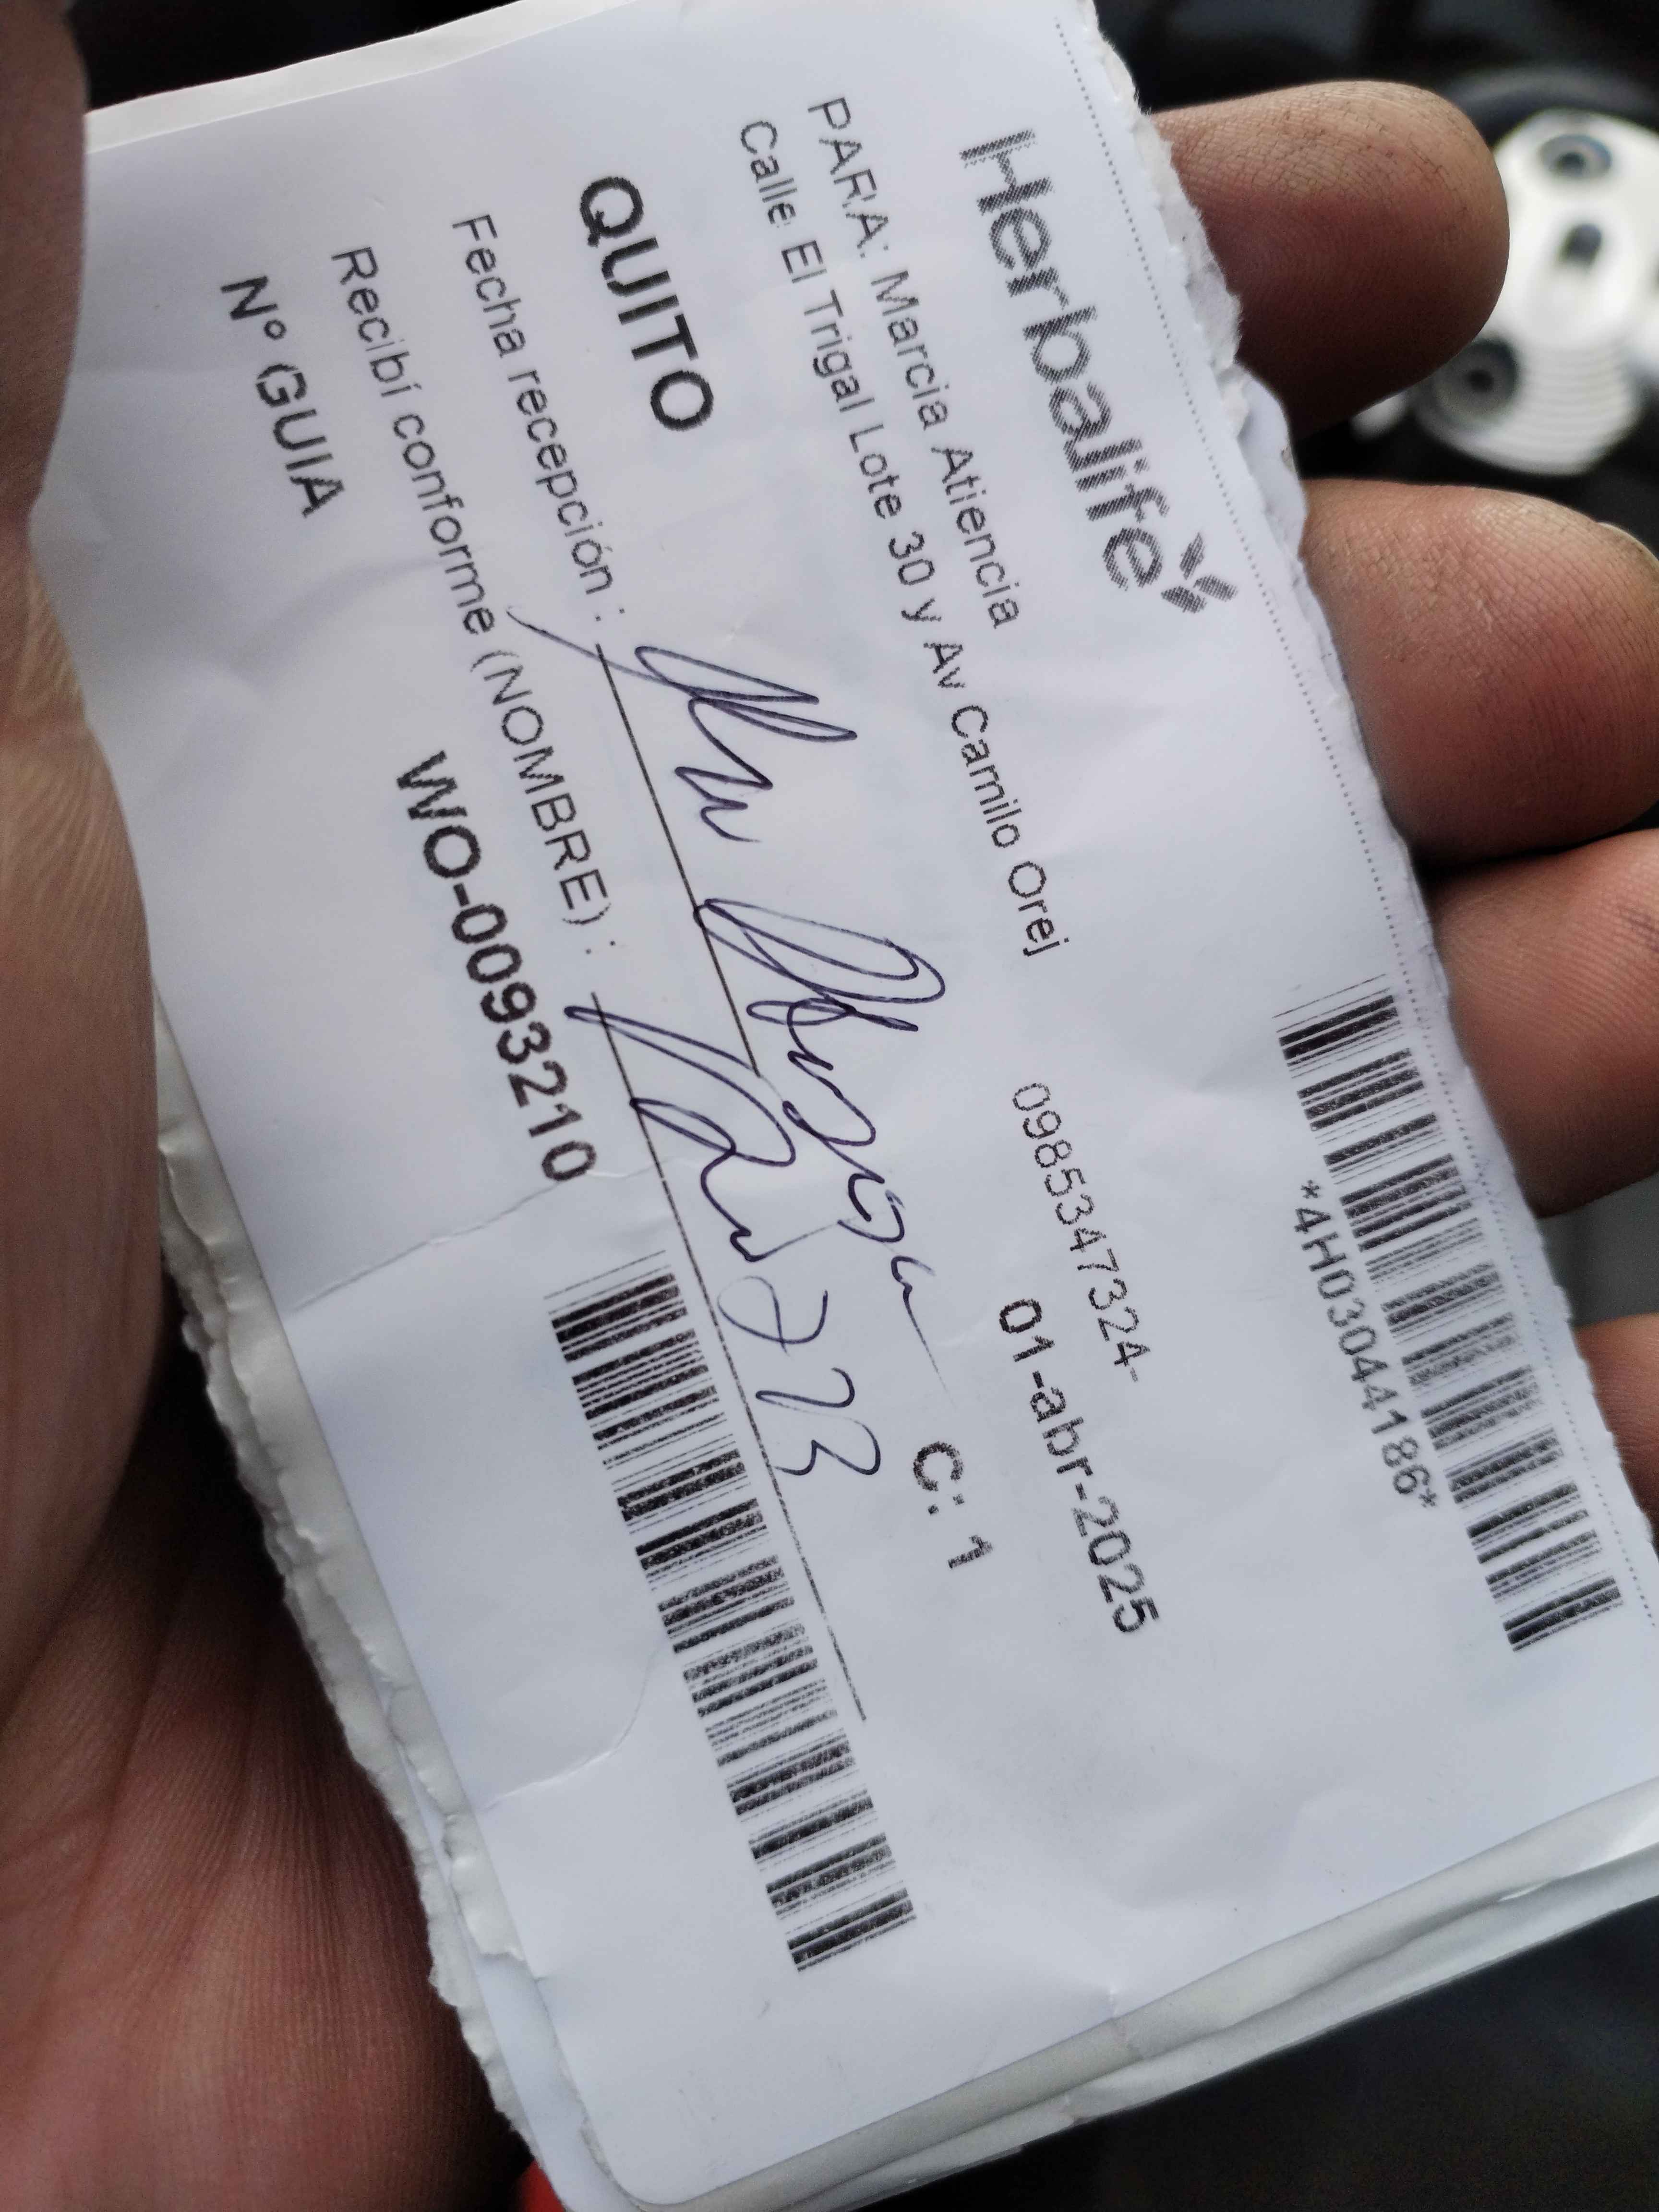 Herbalife
*4H03044186*
PARA: Marcia Atiencia
0985347324-
Calle: El Trigal Lote 30 y Av Camilo Orej
01-abr-2025
QUITO
C: 1
Fecha recepción :
Recibí conforme (NOMBRE) :
Nº GUIA
WO-0093210